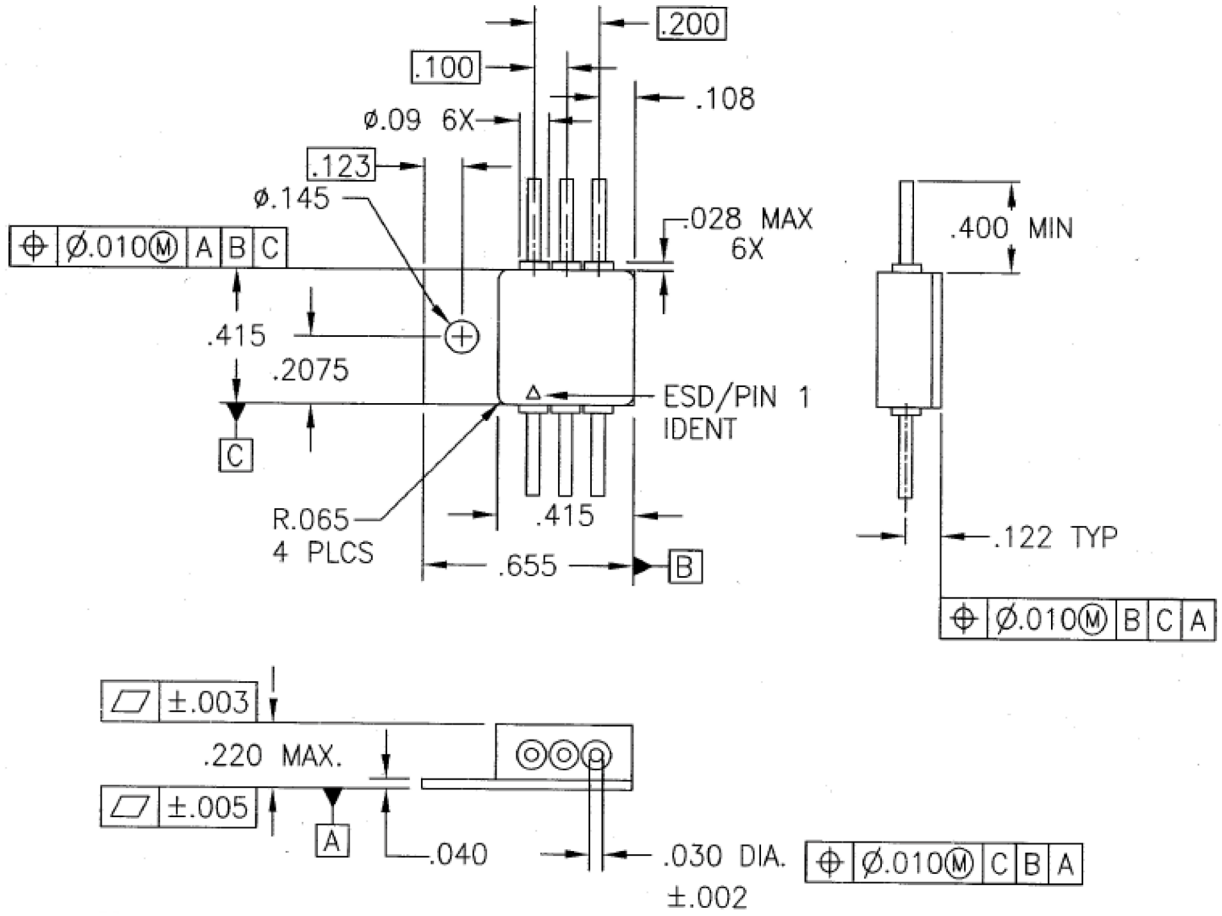 .200
.100
.108
Ø.09 6X
.123
Ø.145
.028 MAX
6X
.400 MIN
⌖ Ø.010Ⓜ A B C
.415
.2075
ESD/PIN 1
IDENT
C
R.065
4 PLCS
.415
.122 TYP
.655
B
⌖ Ø.010Ⓜ B C A
⏥ ±.003
.220 MAX.
⏥ ±.005
A
.040
.030 DIA.
±.002
⌖ Ø.010Ⓜ C B A